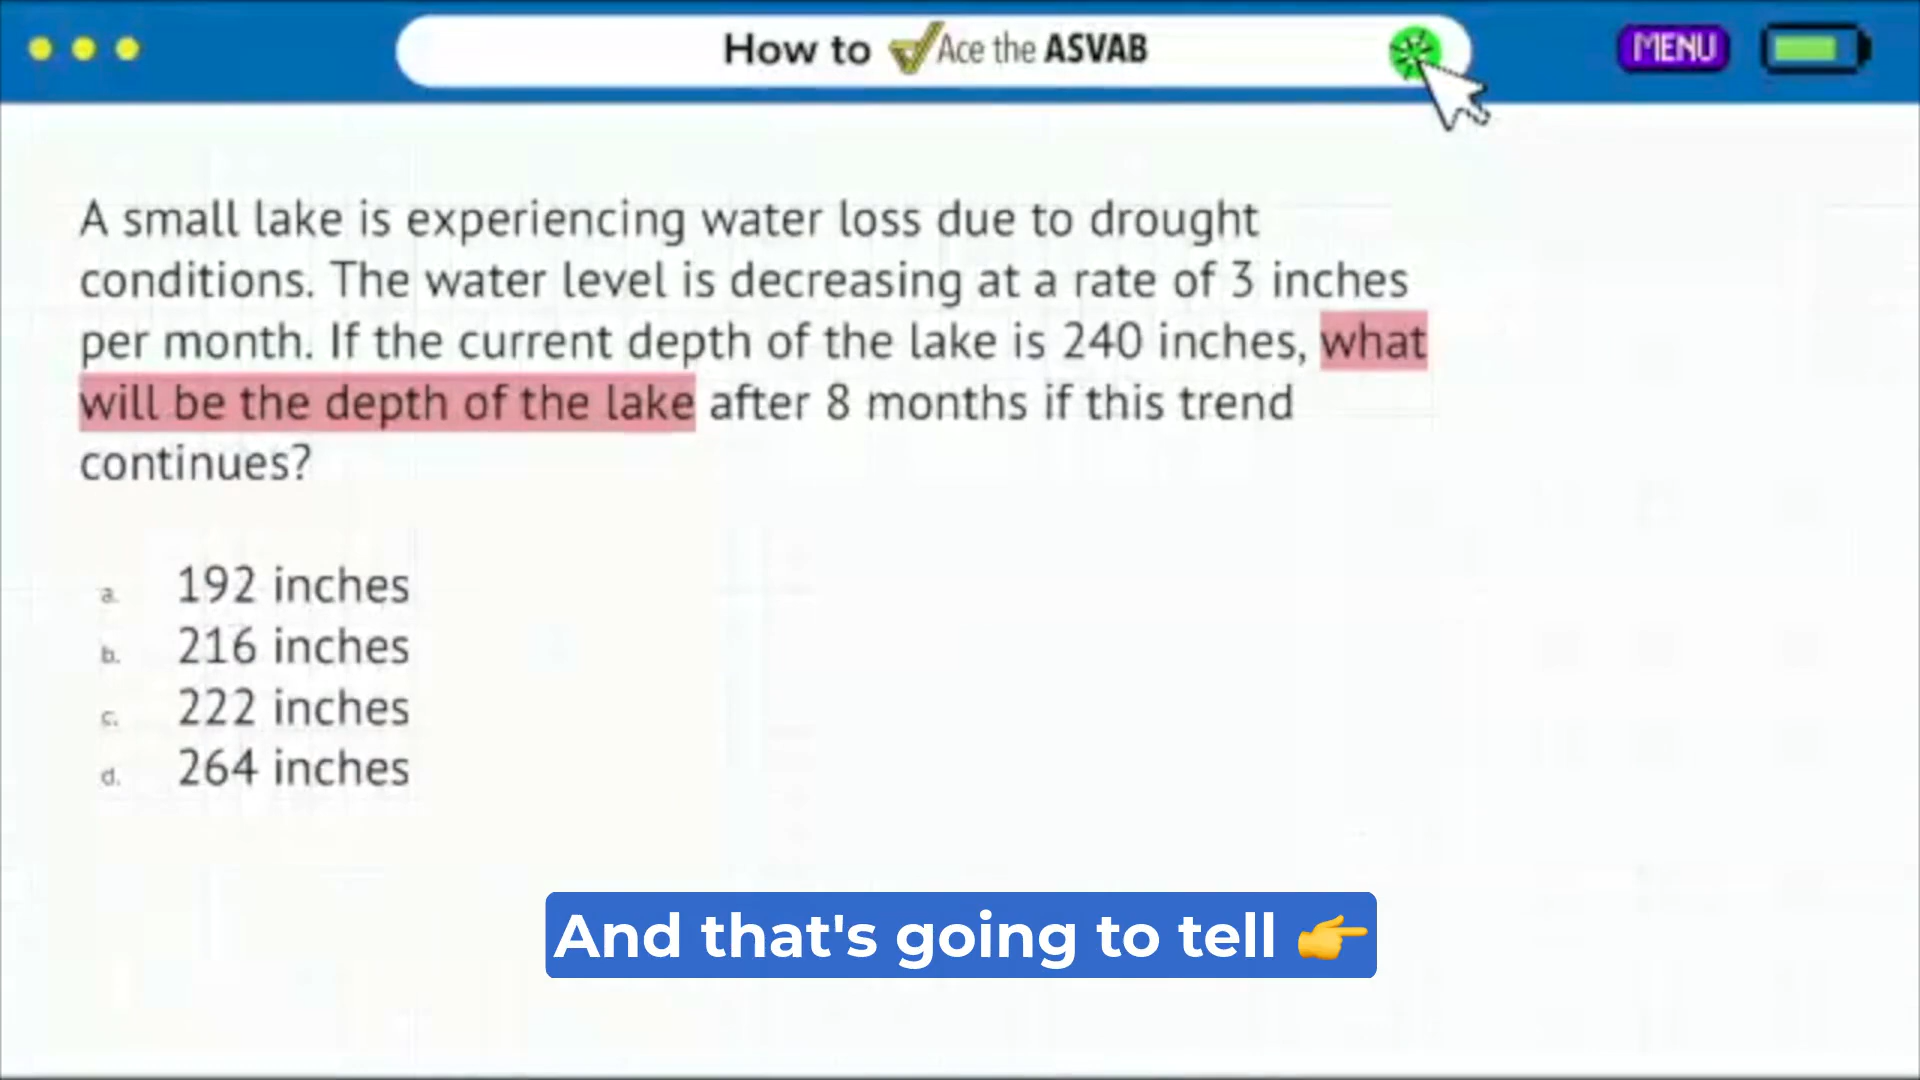 How to Ace the ASVAB
MENU
A small lake is experiencing water loss due to drought
conditions. The water level is decreasing at a rate of 3 inches
per month. If the current depth of the lake is 240 inches, what
will be the depth of the lake after 8 months if this trend
continues?
a. 192 inches
b. 216 inches
c. 222 inches
d. 264 inches
And that's going to tell 👉